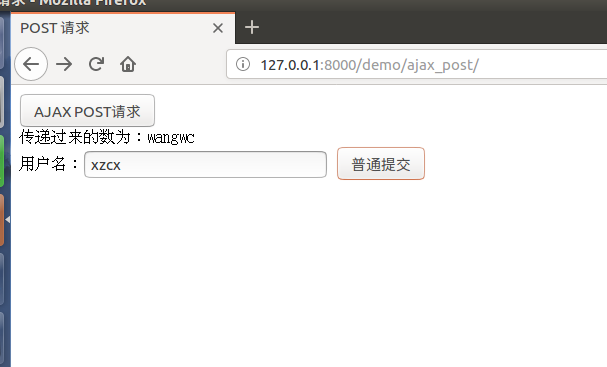 请求 - Mozilla Firefox
POST 请求
127.0.0.1:8000/demo/ajax_post/
AJAX POST请求
传递过来的数为：wangwc
用户名： xzcx 普通提交